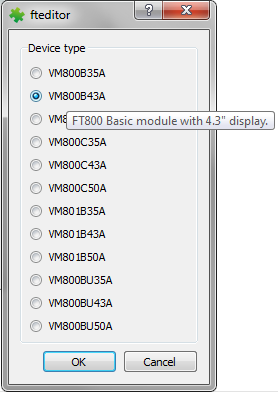 fteditor
?
Device type
VM800B35A
VM800B43A
VM8
FT800 Basic module with 4.3" display.
VM800C35A
VM800C43A
VM800C50A
VM801B35A
VM801B43A
VM801B50A
VM800BU35A
VM800BU43A
VM800BU50A
OK
Cancel